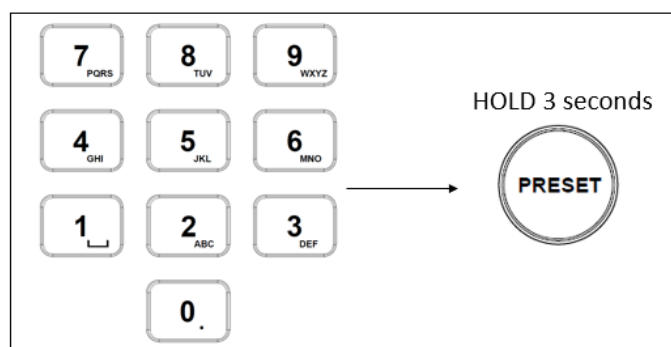 7 PQRS 8 TUV 9 WXYZ
HOLD 3 seconds
4 GHI 5 JKL 6 MNO
PRESET
1 2 ABC 3 DEF
0 .